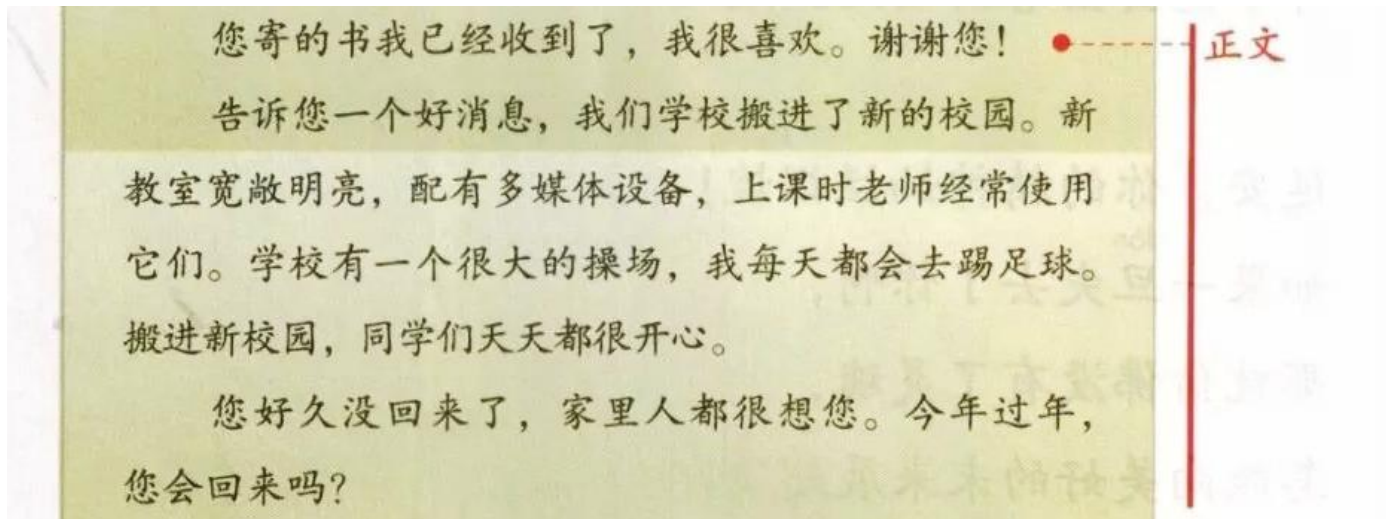 您寄的书我已经收到了，我很喜欢。谢谢您！
正文
告诉您一个好消息，我们学校搬进了新的校园。新
教室宽敞明亮，配有多媒体设备，上课时老师经常使用
它们。学校有一个很大的操场，我每天都会去踢足球。
搬进新校园，同学们天天都很开心。
您好久没回来了，家里人都很想您。今年过年，
您会回来吗？